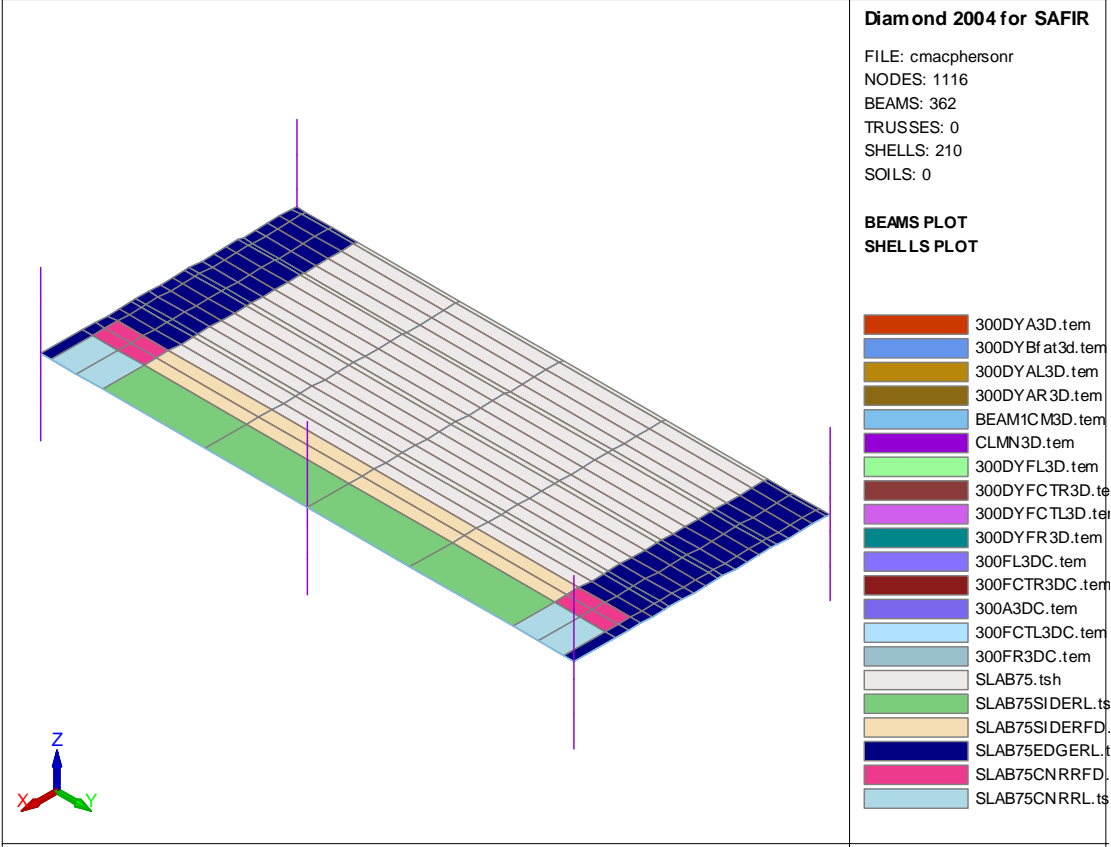 Diamond 2004 for SAFIR
FILE: cmacphersonr
NODES: 1116
BEAMS: 362
TRUSSES: 0
SHELLS: 210
SOILS: 0
BEAMS PLOT
SHELLS PLOT
300DYA3D.tem
300DYBfat3d.tem
300DYAL3D.tem
300DYAR3D.tem
BEAM1CM3D.tem
CLMN3D.tem
300DYFL3D.tem
300DYFCTR3D.te
300DYFCTL3D.ter
300DYFR3D.tem
300FL3DC.tem
300FCTR3DC.tem
300A3DC.tem
300FCTL3DC.tem
300FR3DC.tem
SLAB75.tsh
SLAB75SIDERL.ts
SLAB75SIDERFD.
SLAB75EDGERL.t
SLAB75CNRRFD.
SLAB75CNRRL.ts
Z
X
Y